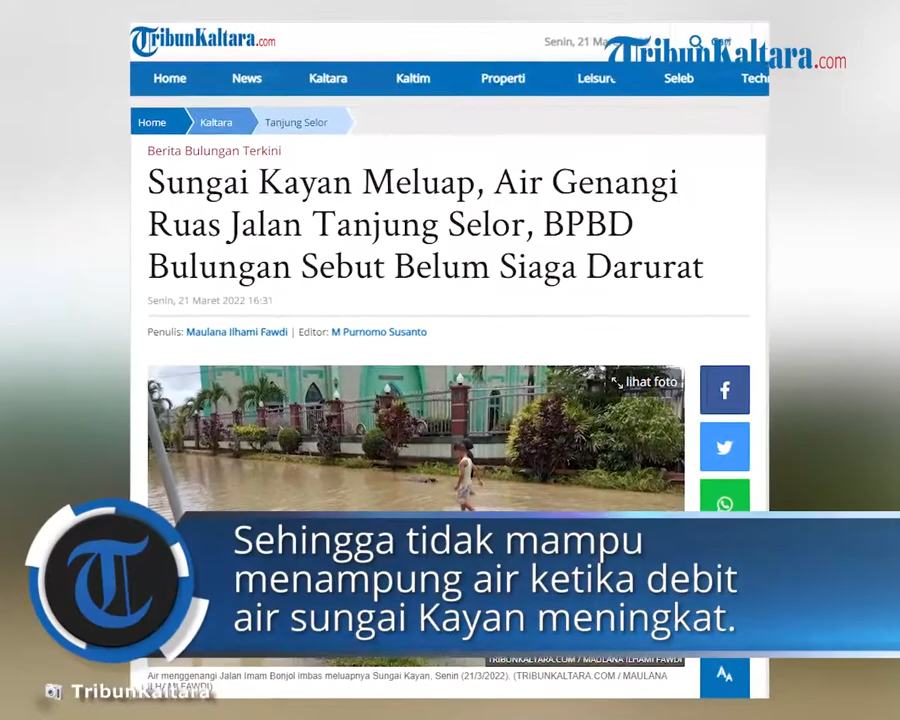 TribunKaltara.com
Senin, 21 Mar
TribunKaltara.com
Home News Kaltara Kaltim Properti Leisure Seleb Techn
Home Kaltara Tanjung Selor
Berita Bulungan Terkini
Sungai Kayan Meluap, Air Genangi
Ruas Jalan Tanjung Selor, BPBD
Bulungan Sebut Belum Siaga Darurat
Senin, 21 Maret 2022 16:31
Penulis: Maulana Ilhami Fawdi | Editor: M Purnomo Susanto
lihat foto
Sehingga tidak mampu
menampung air ketika debit
air sungai Kayan meningkat.
TRIBUNKALTARA.COM / MAULANA ILHAMI FAWDI
Air menggenangi Jalan Imam Bonjol imbas meluapnya Sungai Kayan, Senin (21/3/2022). (TRIBUNKALTARA.COM / MAULANA
ILHAMI FAWDI)
TribunKaltara